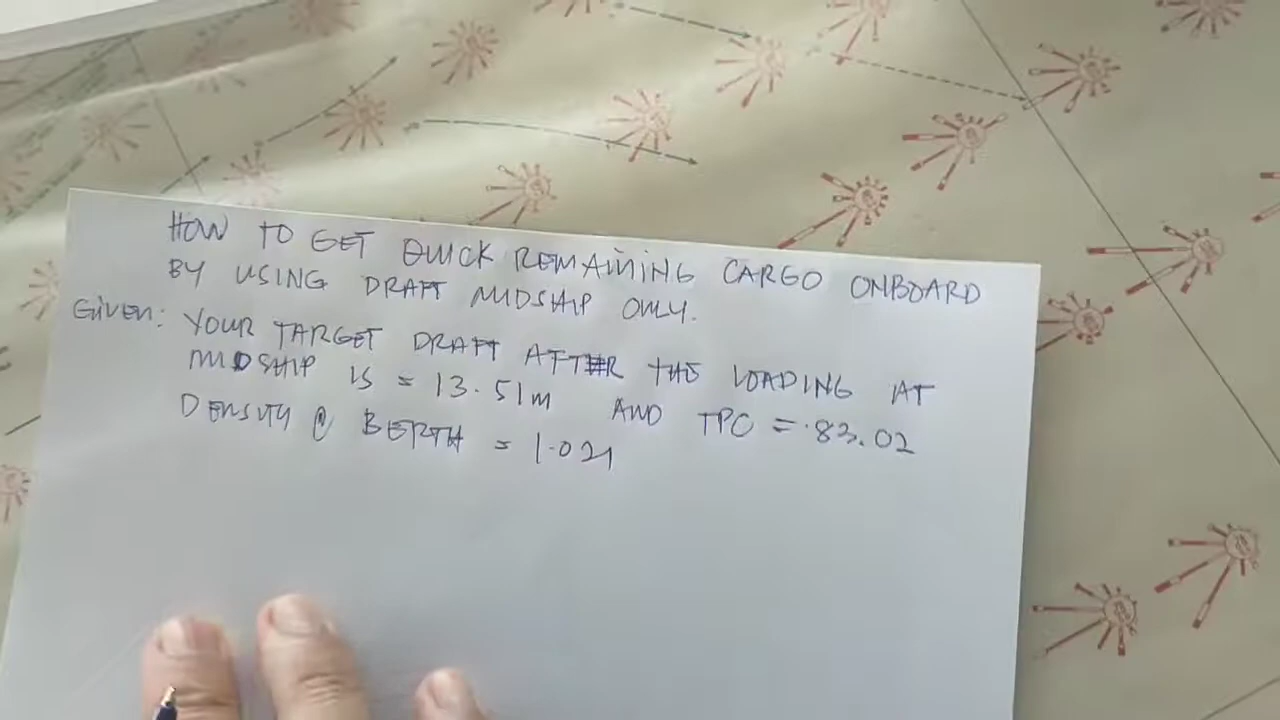 HOW TO GET QUICK REMAINING CARGO ONBOARD
BY USING DRAFT MIDSHIP ONLY.
Given: YOUR TARGET DRAFT AFTER THE LOADING AT
MIDSHIP IS = 13.51m AND TPC = 83.02
DENSITY @ BERTH = 1.021